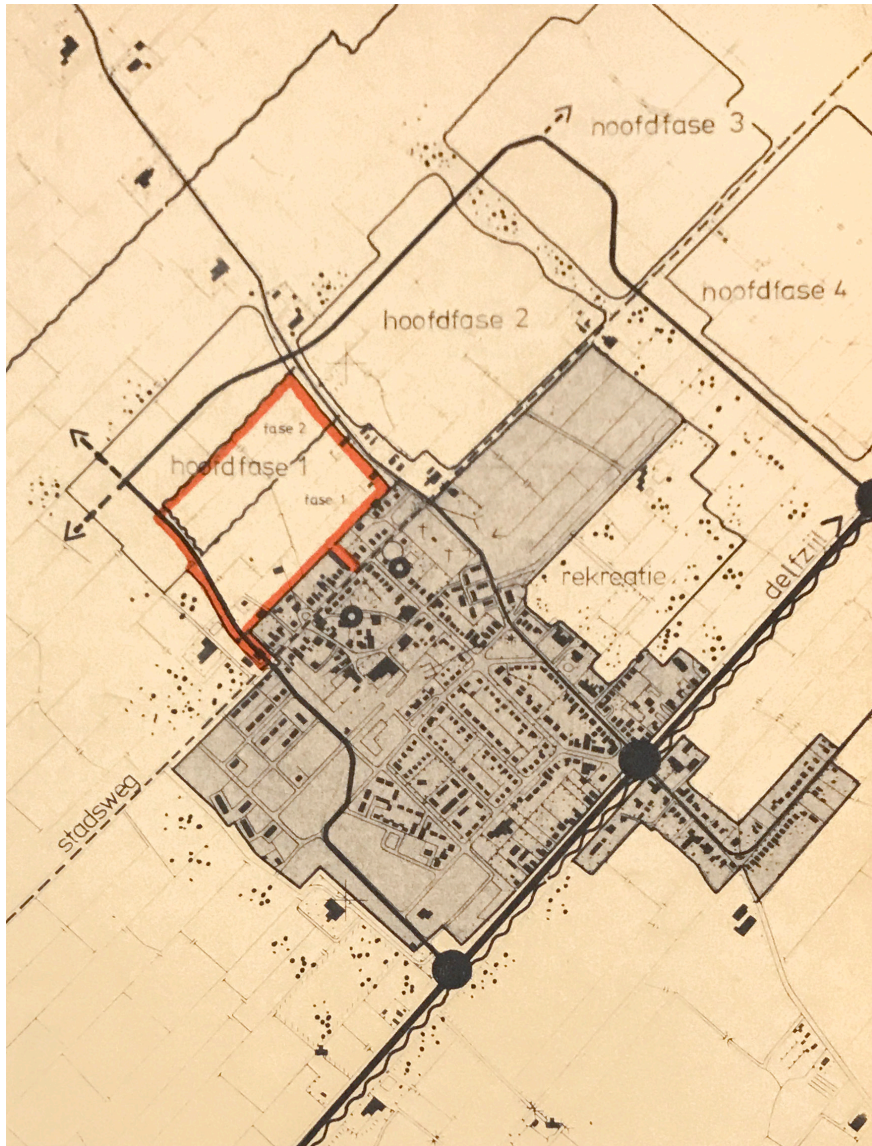 hoofdfase 3
hoofdfase 4
hoofdfase 2
fase 2
hoofdfase 1
fase 1
rekreatie
delfzijl
stadsweg